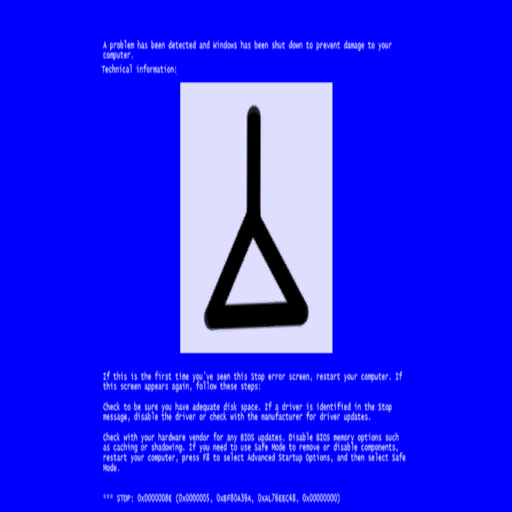 A problem has been detected and Windows has been shut down to prevent damage to your
computer.
Technical information:
If this is the first time you've seen this Stop error screen, restart your computer. If
this screen appears again, follow these steps:
Check to be sure you have adequate disk space. If a driver is identified in the Stop
message, disable the driver or check with the manufacturer for driver updates.
Check with your hardware vendor for any BIOS updates. Disable BIOS memory options such
as caching or shadowing. If you need to use Safe Mode to remove or disable components,
restart your computer, press F8 to select Advanced Startup Options, and then select Safe
Mode.
*** STOP: 0x0000008E (0x0000005, 0xBF80A39A, 0xAL76EEC48, 0x00000000)